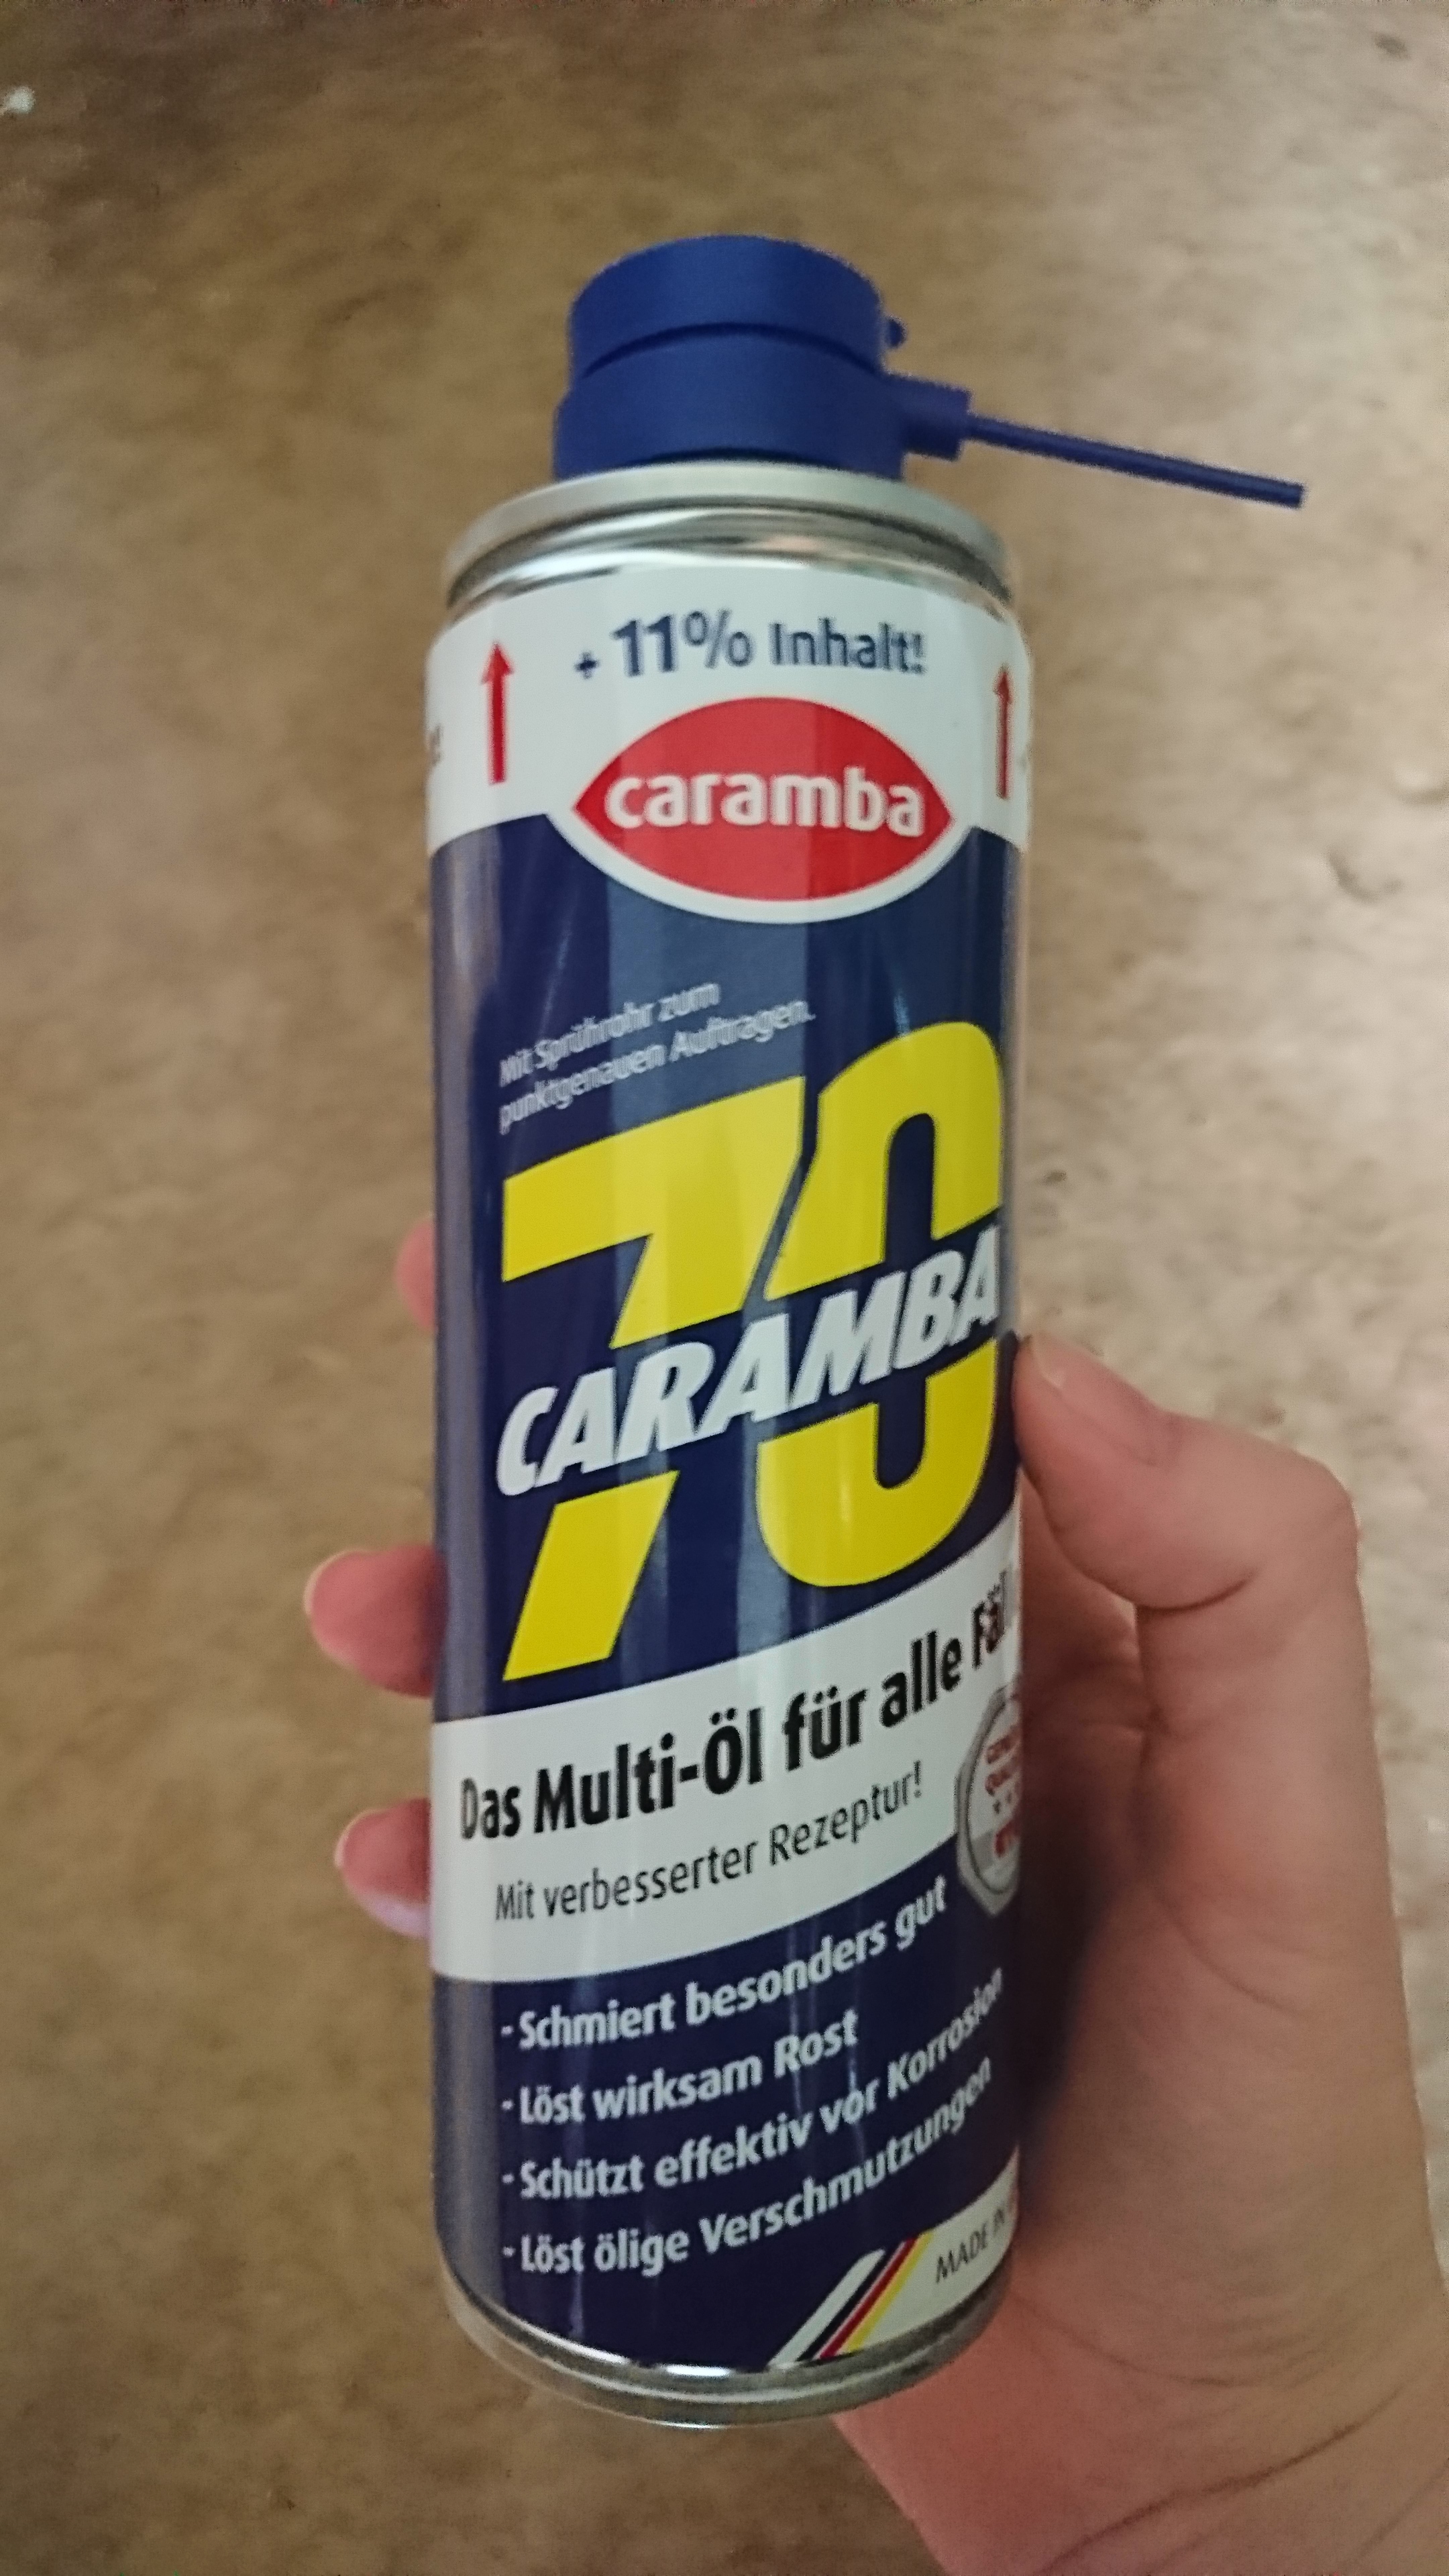 + 11% Inhalt!
caramba
Mit Sprührohr zum
punktgenauen Auftragen.
70
CARAMBA
Das Multi-Öl für alle
Mit verbesserter Rezeptur!
- Schmiert besonders gut
- Löst wirksam Rost
- Schützt effektiv vor Korrosion
- Löst ölige Verschmutzungen
MADE IN